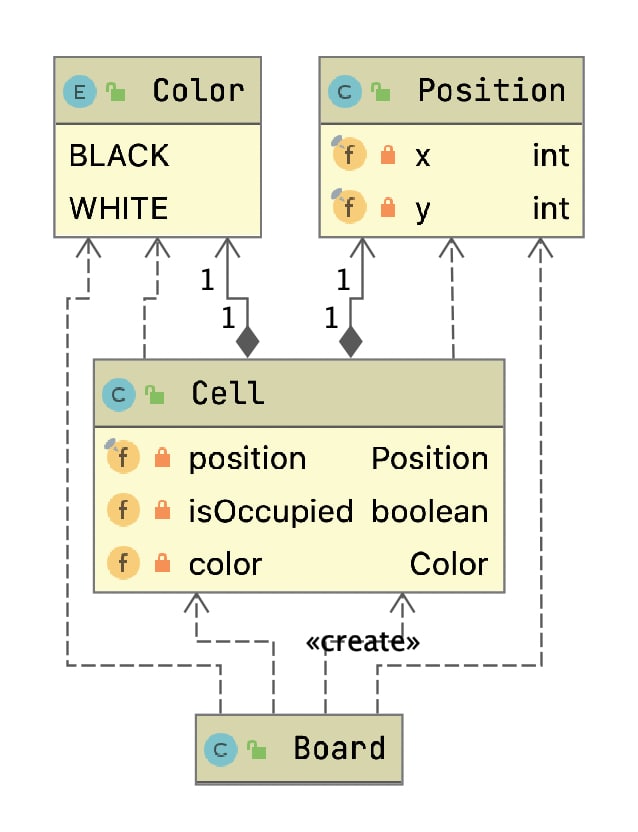 E Color
BLACK
WHITE
C Position
f x int
f y int
1 1
1 1
C Cell
f position Position
f isOccupied boolean
f color Color
«create»
C Board